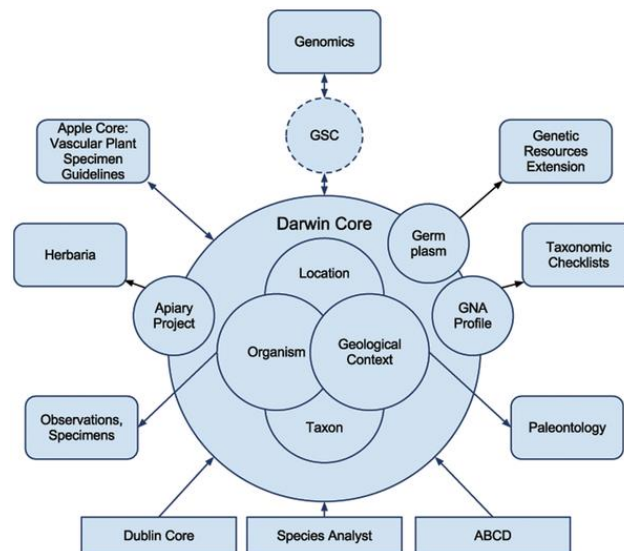 Genomics
GSC
Apple Core:
Vascular Plant
Specimen
Guidelines
Genetic
Resources
Extension
Darwin Core
Germ
plasm
Herbaria
Location
Taxonomic
Checklists
Apiary
Project
GNA
Profile
Organism
Geological
Context
Observations,
Specimens
Taxon
Paleontology
Dublin Core
Species Analyst
ABCD